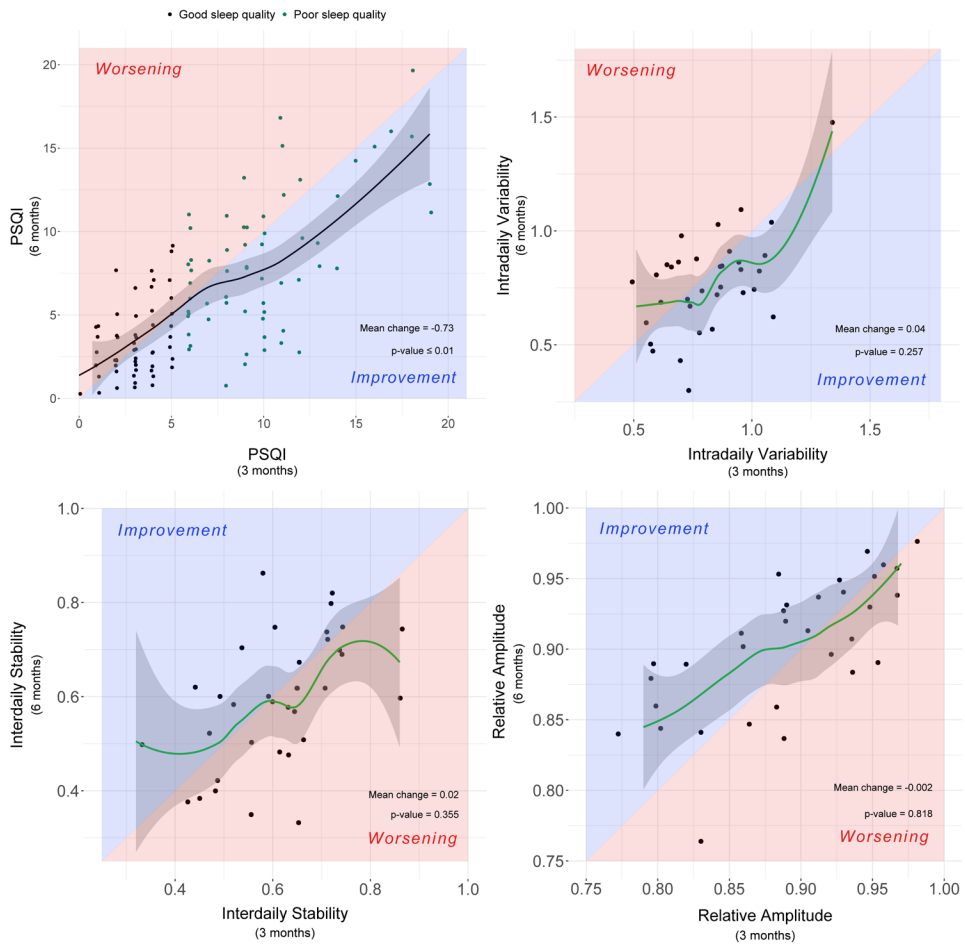 Good sleep quality Poor sleep quality
Worsening
20
15
10
5
0
PSQI
(6 months)
Mean change = -0.73
p-value ≤ 0.01
Improvement
0 5 10 15 20
PSQI
(3 months)
Worsening
1.5
1.0
0.5
Intradaily Variability
(6 months)
Mean change = 0.04
p-value = 0.257
Improvement
0.5 1.0 1.5
Intradaily Variability
(3 months)
Improvement
1.0
0.8
0.6
0.4
Interdaily Stability
(6 months)
Mean change = 0.02
p-value = 0.355
Worsening
0.4 0.6 0.8 1.0
Interdaily Stability
(3 months)
Improvement
1.00
0.95
0.90
0.85
0.80
0.75
Relative Amplitude
(6 months)
Mean change = -0.002
p-value = 0.818
Worsening
0.75 0.80 0.85 0.90 0.95 1.00
Relative Amplitude
(3 months)